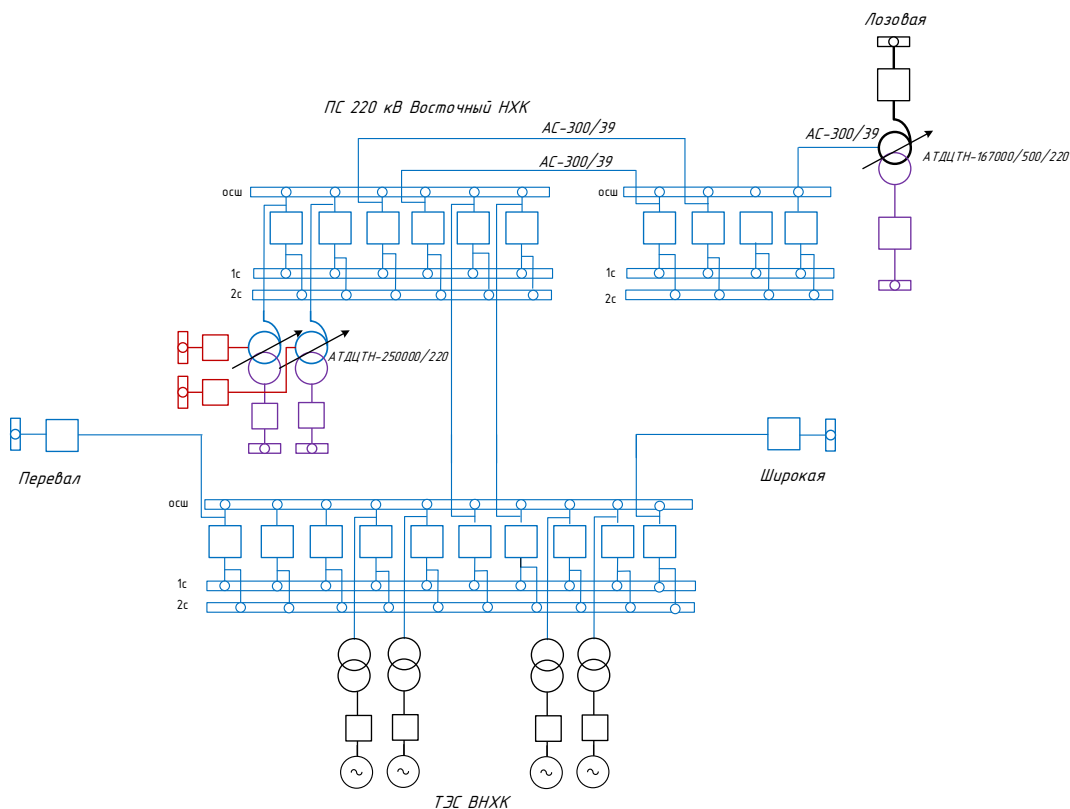 Лозовая
ПС 220 кВ Восточный НХК
АС-300/39
АС-300/39
АС-300/39
АТДЦТН-167000/500/220
осш
осш
1с
1с
2с
2с
АТДЦТН-250000/220
Перевал
Широкая
осш
1с
2с
ТЭС ВНХК